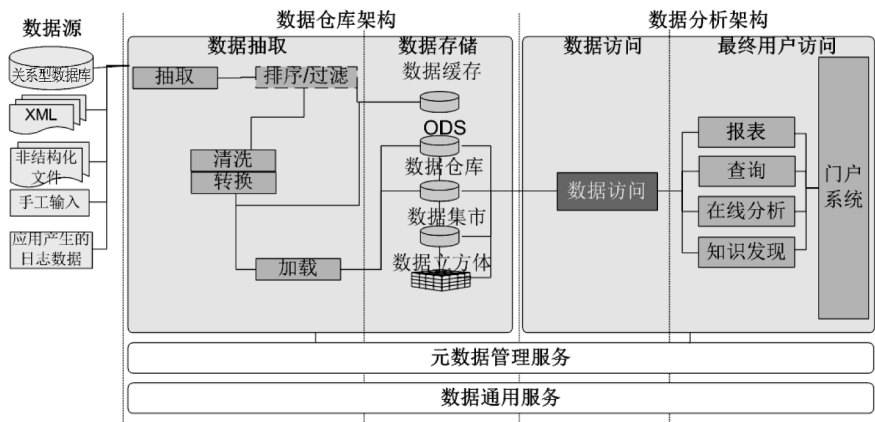 数据仓库架构
数据分析架构
数据源
数据抽取
数据存储
数据访问
最终用户访问
关系型数据库
XML
非结构化
文件
手工输入
应用产生的
日志数据
抽取
排序/过滤
清洗
转换
加载
数据缓存
ODS
数据仓库
数据集市
数据立方体
数据访问
报表
查询
在线分析
知识发现
门户
系统
元数据管理服务
数据通用服务